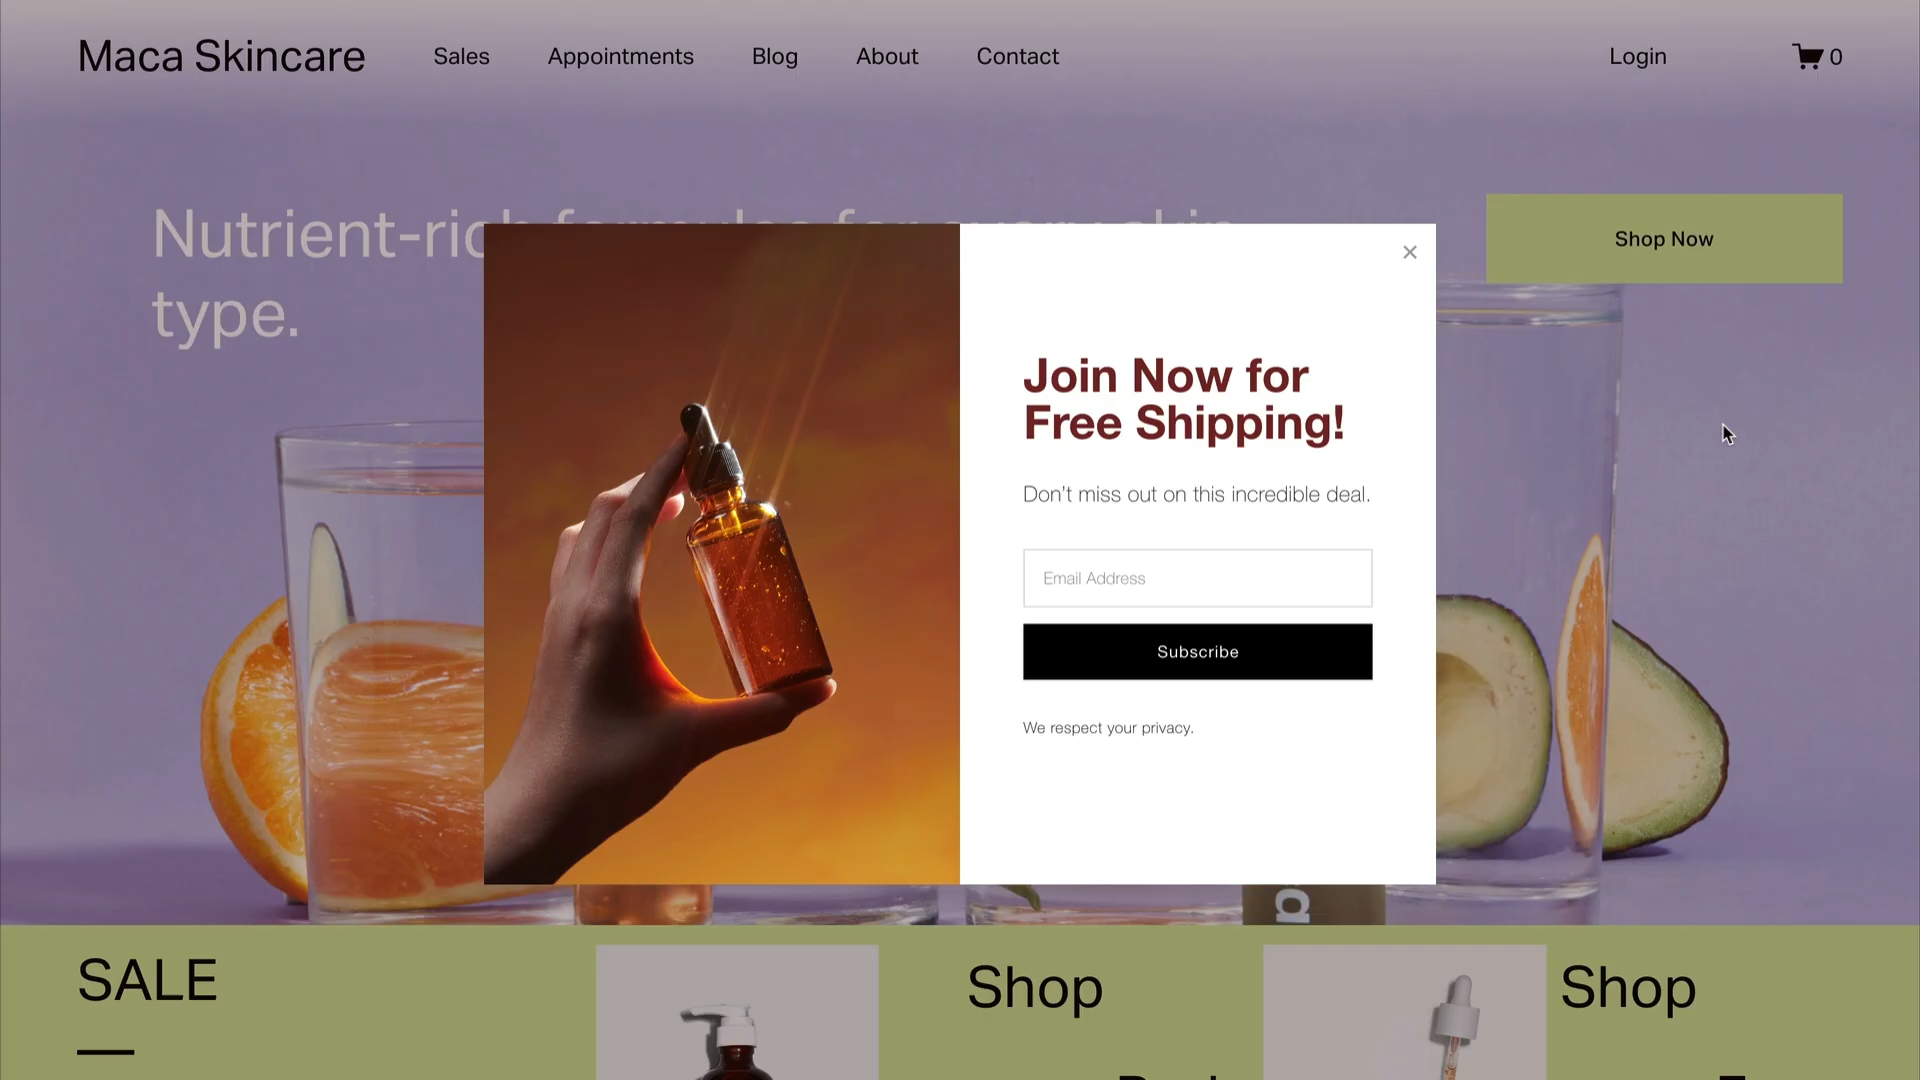 Maca Skincare
Sales
Appointments
Blog
About
Contact
Login
0
Nutrient-ric
type.
Shop Now
Join Now for
Free Shipping!
Don't miss out on this incredible deal.
Email Address
Subscribe
We respect your privacy.
SALE
Shop
Shop